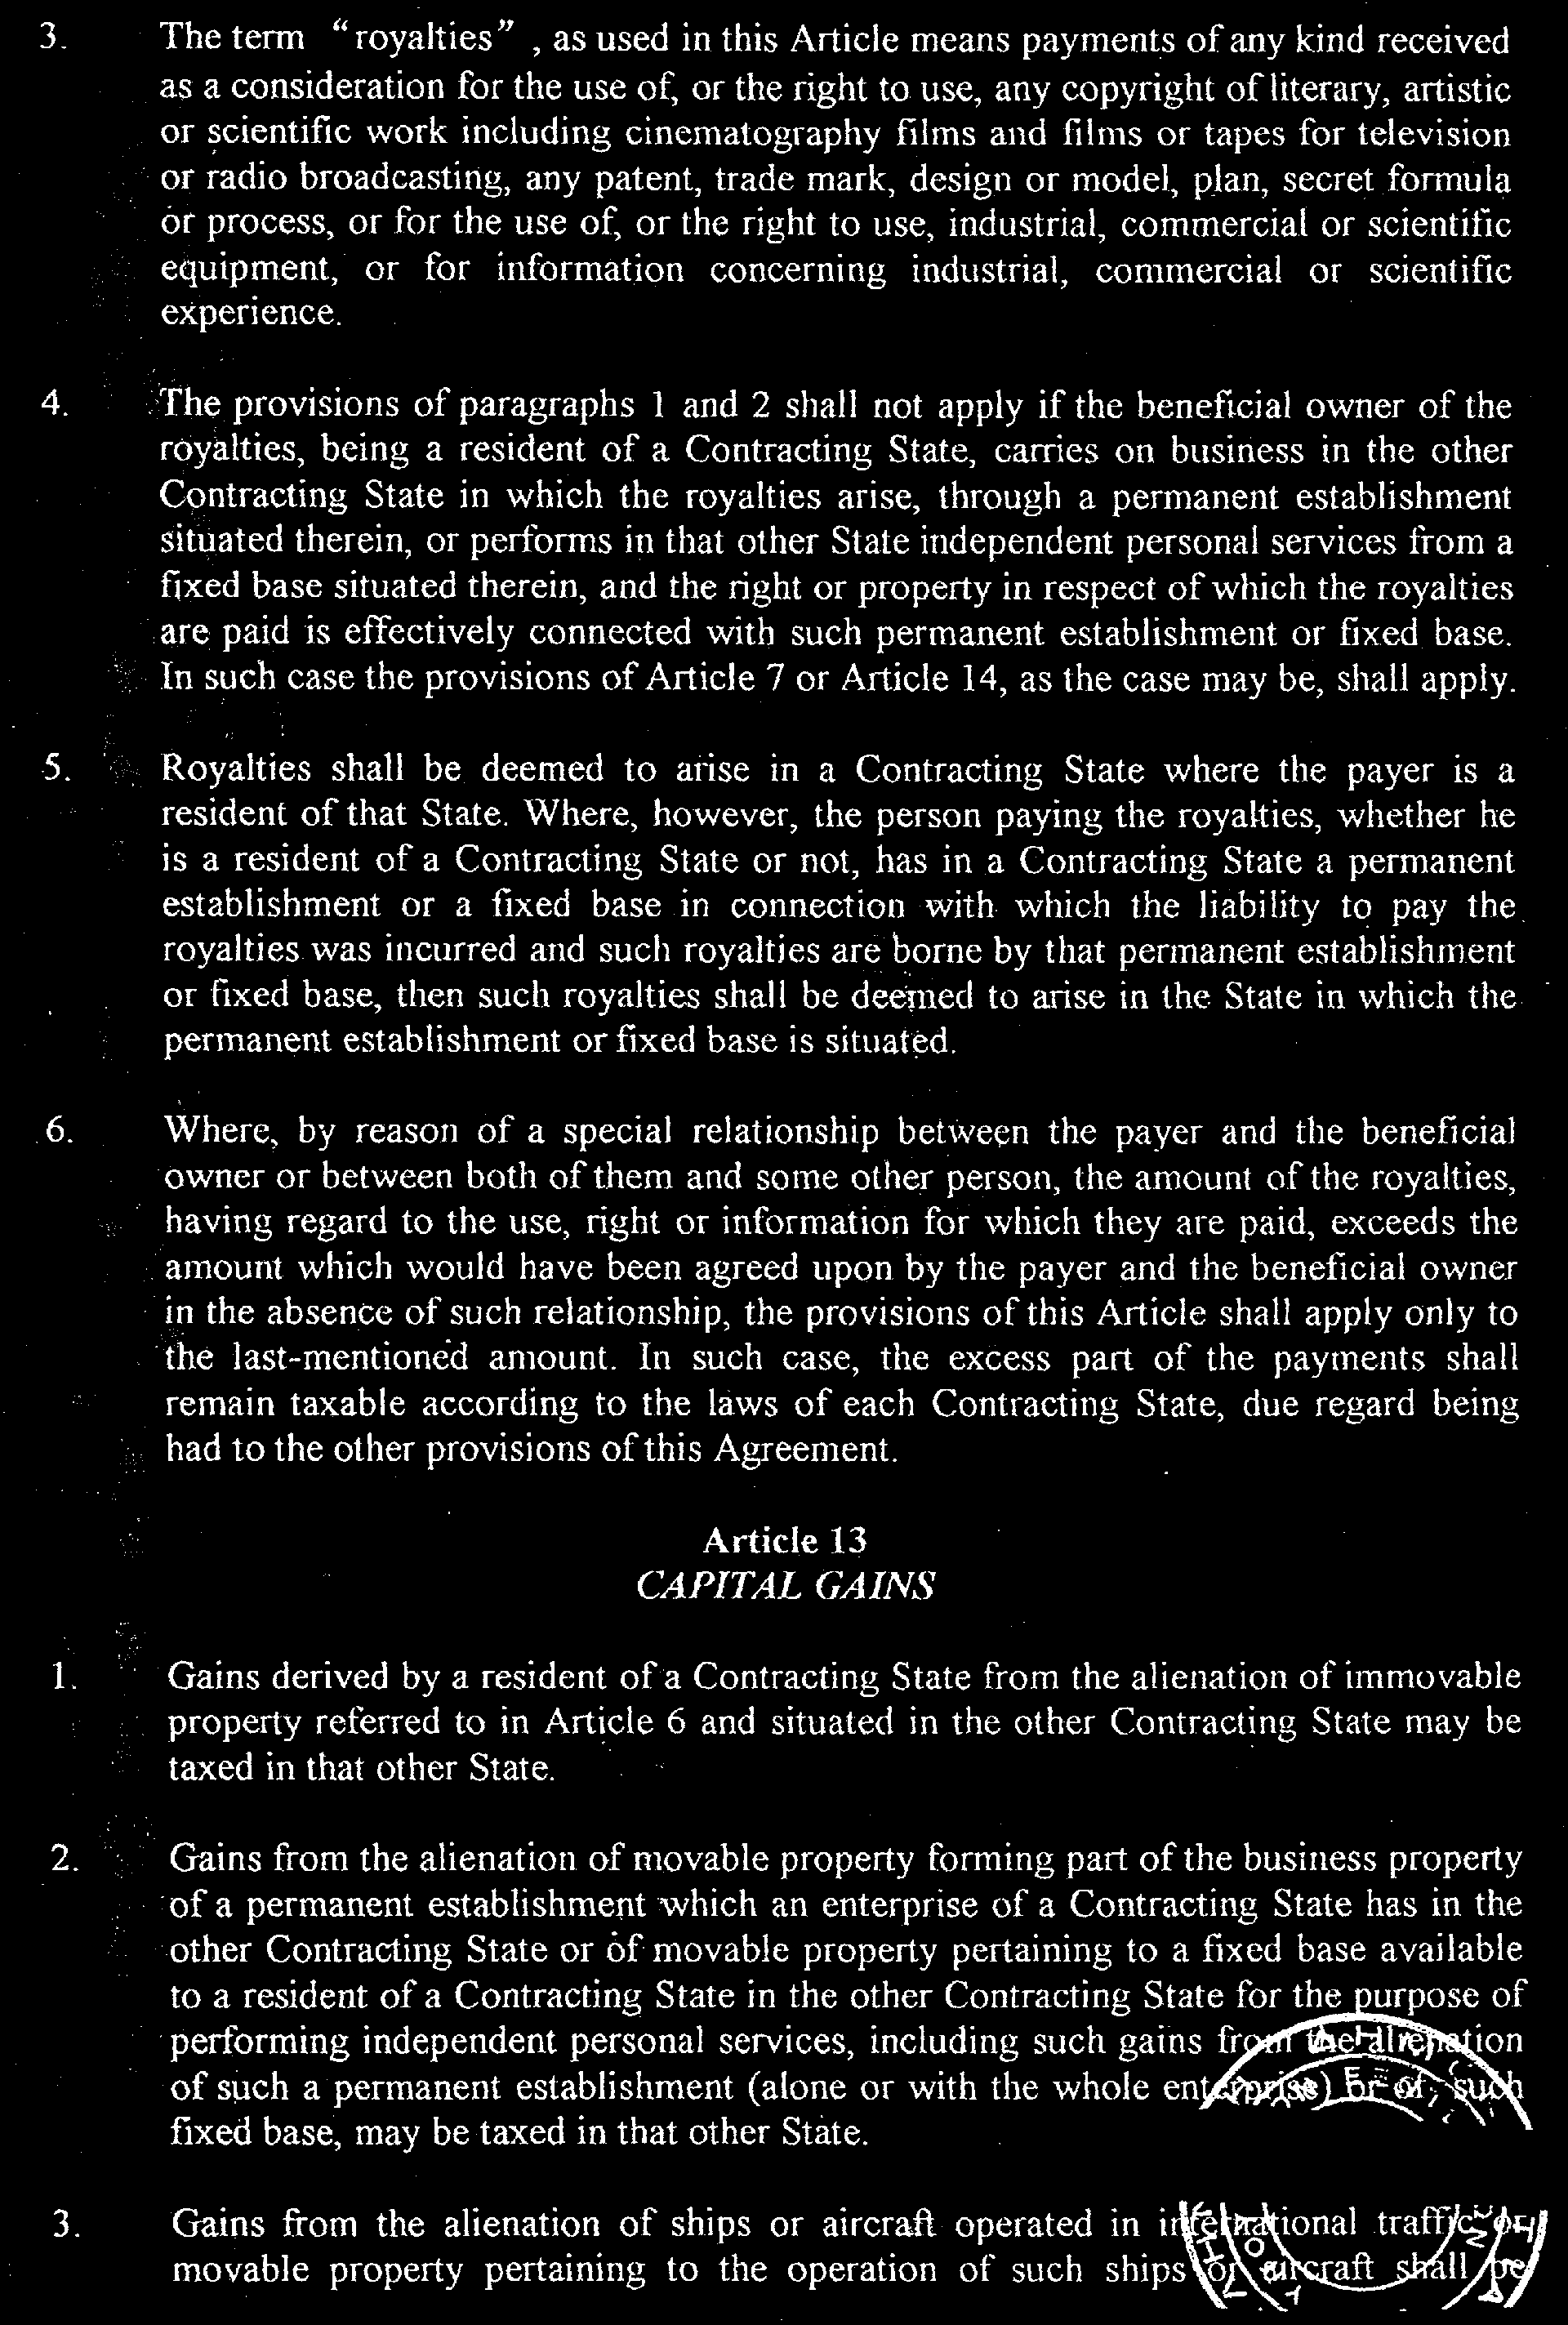 3. The term “royalties” , as used in this Article means payments of any kind received
as a consideration for the use of, or the right to use, any copyright of literary, artistic
or scientific work including cinematography films and films or tapes for television
or radio broadcasting, any patent, trade mark, design or model, plan, secret formula
or process, or for the use of, or the right to use, industrial, commercial or scientific
equipment, or for information concerning industrial, commercial or scientific
experience.
4. The provisions of paragraphs 1 and 2 shall not apply if the beneficial owner of the
royalties, being a resident of a Contracting State, carries on business in the other
Contracting State in which the royalties arise, through a permanent establishment
situated therein, or performs in that other State independent personal services from a
fixed base situated therein, and the right or property in respect of which the royalties
are paid is effectively connected with such permanent establishment or fixed base.
In such case the provisions of Article 7 or Article 14, as the case may be, shall apply.
5. Royalties shall be deemed to arise in a Contracting State where the payer is a
resident of that State. Where, however, the person paying the royalties, whether he
is a resident of a Contracting State or not, has in a Contracting State a permanent
establishment or a fixed base in connection with which the liability to pay the
royalties was incurred and such royalties are borne by that permanent establishment
or fixed base, then such royalties shall be deemed to arise in the State in which the
permanent establishment or fixed base is situated.
6. Where, by reason of a special relationship between the payer and the beneficial
owner or between both of them and some other person, the amount of the royalties,
having regard to the use, right or information for which they are paid, exceeds the
amount which would have been agreed upon by the payer and the beneficial owner
in the absence of such relationship, the provisions of this Article shall apply only to
the last-mentioned amount. In such case, the excess part of the payments shall
remain taxable according to the laws of each Contracting State, due regard being
had to the other provisions of this Agreement.
Article 13
CAPITAL GAINS
1. Gains derived by a resident of a Contracting State from the alienation of immovable
property referred to in Article 6 and situated in the other Contracting State may be
taxed in that other State.
2. Gains from the alienation of movable property forming part of the business property
of a permanent establishment which an enterprise of a Contracting State has in the
other Contracting State or of movable property pertaining to a fixed base available
to a resident of a Contracting State in the other Contracting State for the purpose of
performing independent personal services, including such gains from the alienation
of such a permanent establishment (alone or with the whole enterprise) or of such
fixed base, may be taxed in that other State.
3. Gains from the alienation of ships or aircraft operated in international traffic or
movable property pertaining to the operation of such ships or aircraft shall be